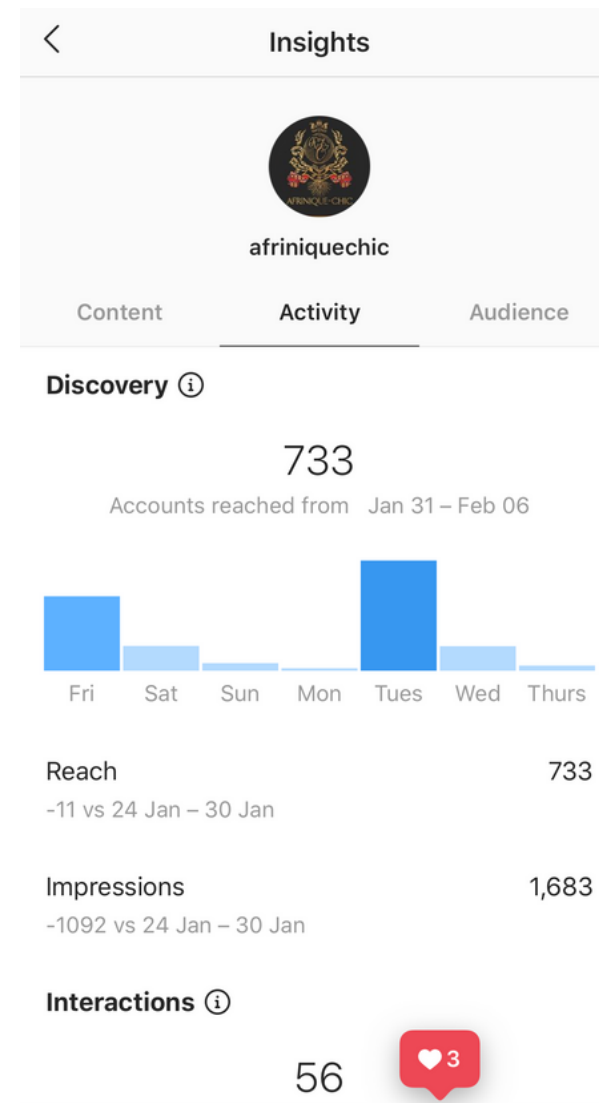 Insights
AFRINIQUE-CHIC
afriniquechic
Content Activity Audience
Discovery
733
Accounts reached from Jan 31 – Feb 06
Fri Sat Sun Mon Tues Wed Thurs
Reach 733
-11 vs 24 Jan – 30 Jan
Impressions 1,683
-1092 vs 24 Jan – 30 Jan
Interactions
56
3